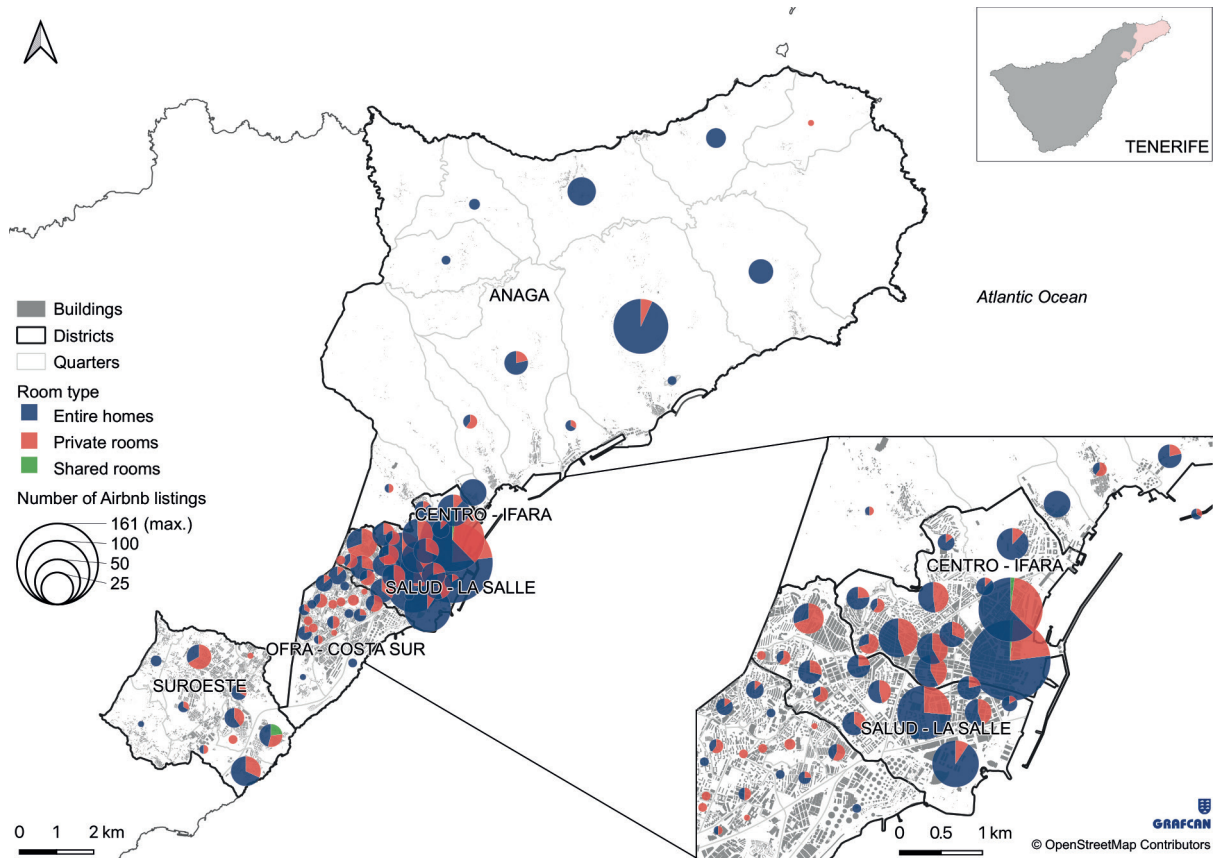 TENERIFE
ANAGA
Atlantic Ocean
Buildings
Districts
Quarters
Room type
Entire homes
Private rooms
Shared rooms
Number of Airbnb listings
161 (max.)
100
50
25
CENTRO - IFARA
SALUD - LA SALLE
OFRA - COSTA SUR
SUROESTE
0 1 2 km
CENTRO - IFARA
SALUD - LA SALLE
0 0.5 1 km
GRAFCAN
© OpenStreetMap Contributors